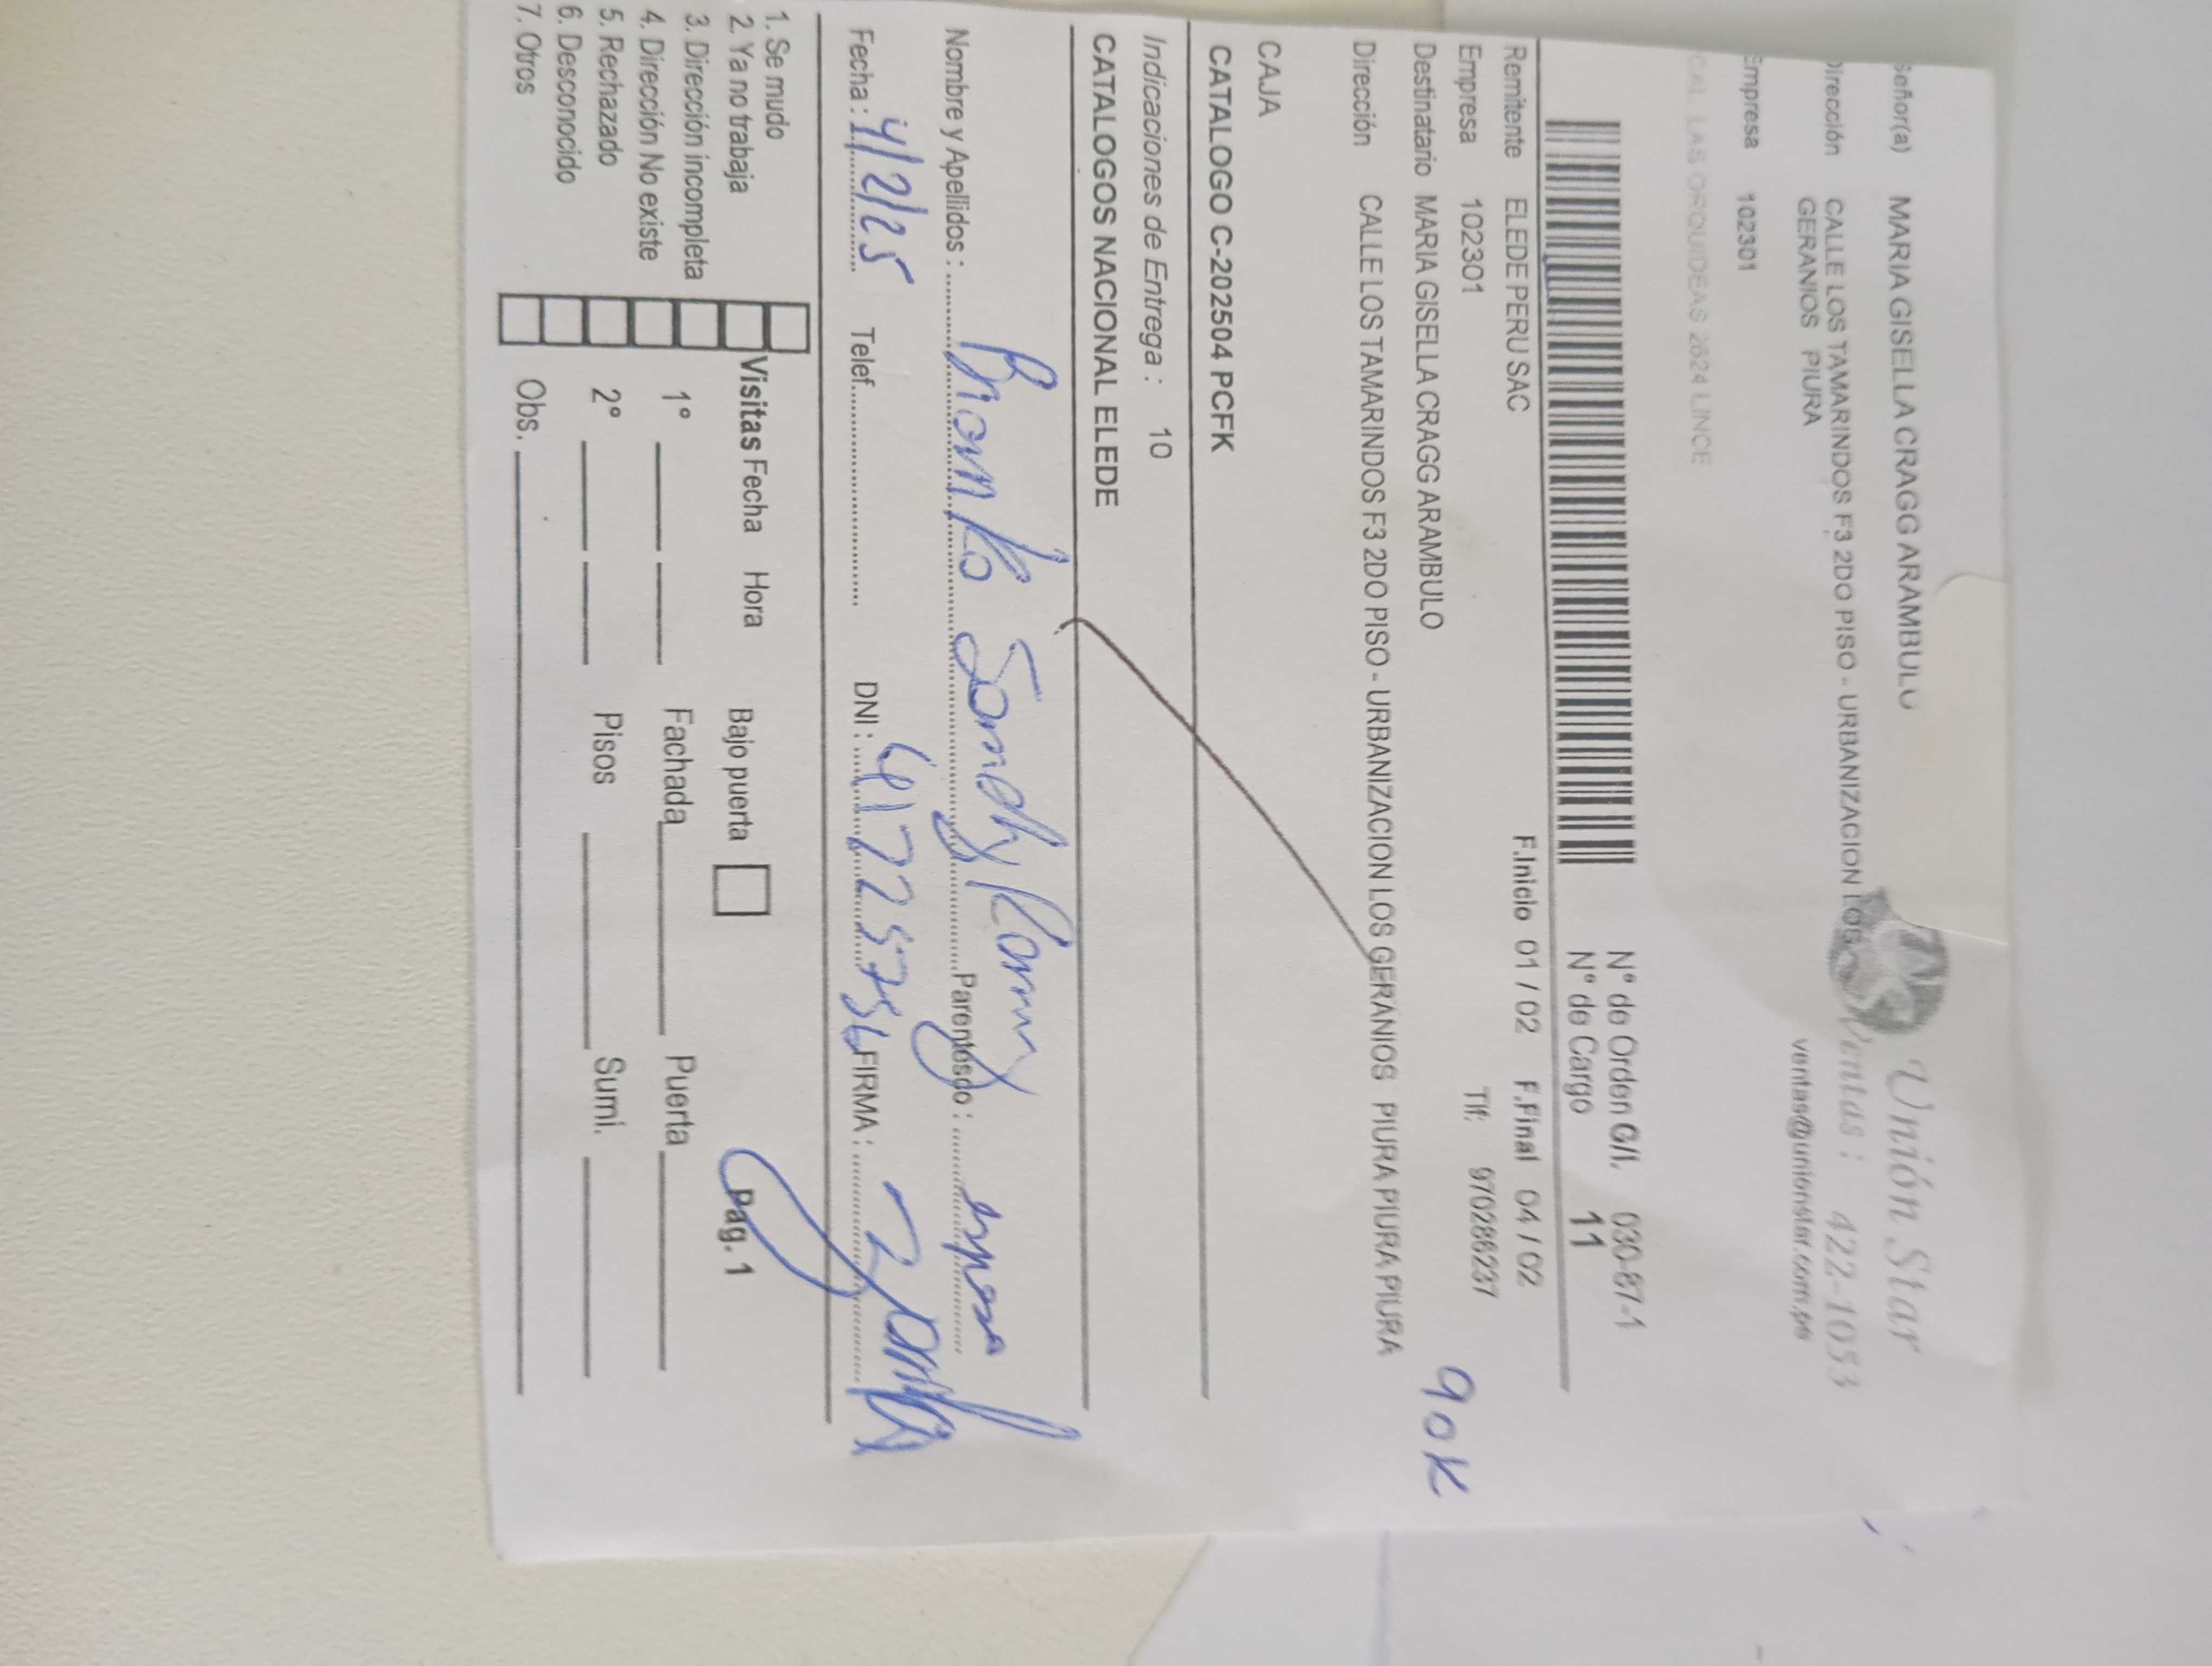 Señor(a) MARIA GISELLA CRAGG ARAMBULO
Dirección CALLE LOS TAMARINDOS F3 2DO PISO - URBANIZACION LOS
GERANIOS PIURA
Empresa 102301
CAL LAS ORQUIDEAS 2624 LINCE
Unión Star
Ventas : 422-1053
ventas@unionstar.com.pe
N° de Orden G/I. 030-87-1
N° de Cargo 11
F.Inicio 01 / 02 F.Final 04 / 02
Remitente ELEDE PERU SAC
Empresa 102301 Tlf: 970286237
Destinatario MARIA GISELLA CRAGG ARAMBULO
90K
Dirección CALLE LOS TAMARINDOS F3 2DO PISO - URBANIZACION LOS GERANIOS PIURA PIURA PIURA
CAJA
CATALOGO C-202504 PCFK
Indicaciones de Entrega : 10
CATALOGOS NACIONAL ELEDE
Nombre y Apellidos : Parentesco :
Fecha : 4/2/25 Telef. DNI : FIRMA :
1. Se mudo
2. Ya no trabaja
3. Dirección incompleta
4. Dirección No existe
5. Rechazado
6. Desconocido
7. Otros
Visitas Fecha Hora Bajo puerta Pag. 1
1° Fachada Puerta
2° Pisos Sumi.
Obs.